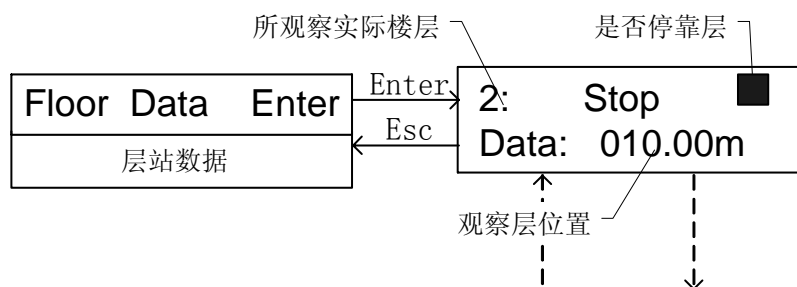 所观察实际楼层
是否停靠层
Floor Data Enter
层站数据
Enter
Esc
2: Stop
Data: 010.00m
观察层位置